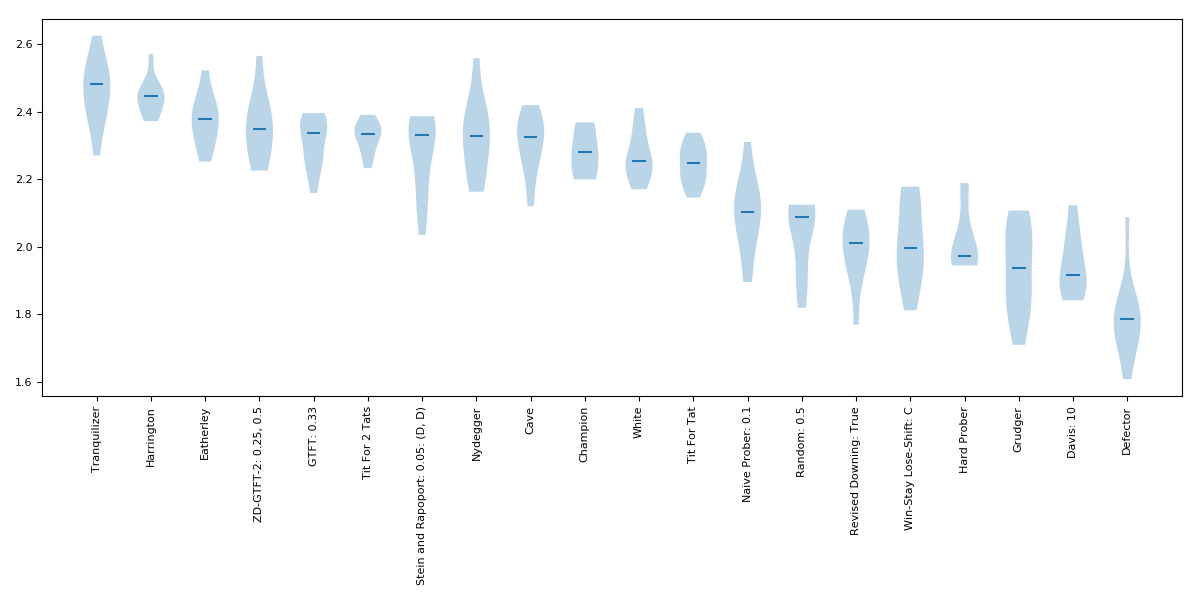 2.6
2.4
2.2
2.0
1.8
1.6
Tranquilizer
Harrington
Eatherley
ZD-GTFT-2: 0.25, 0.5
GTFT: 0.33
Tit For 2 Tats
Stein and Rapoport: 0.05: (D, D)
Nydegger
Cave
Champion
White
Tit For Tat
Naive Prober: 0.1
Random: 0.5
Revised Downing: True
Win-Stay Lose-Shift: C
Hard Prober
Grudger
Davis: 10
Defector